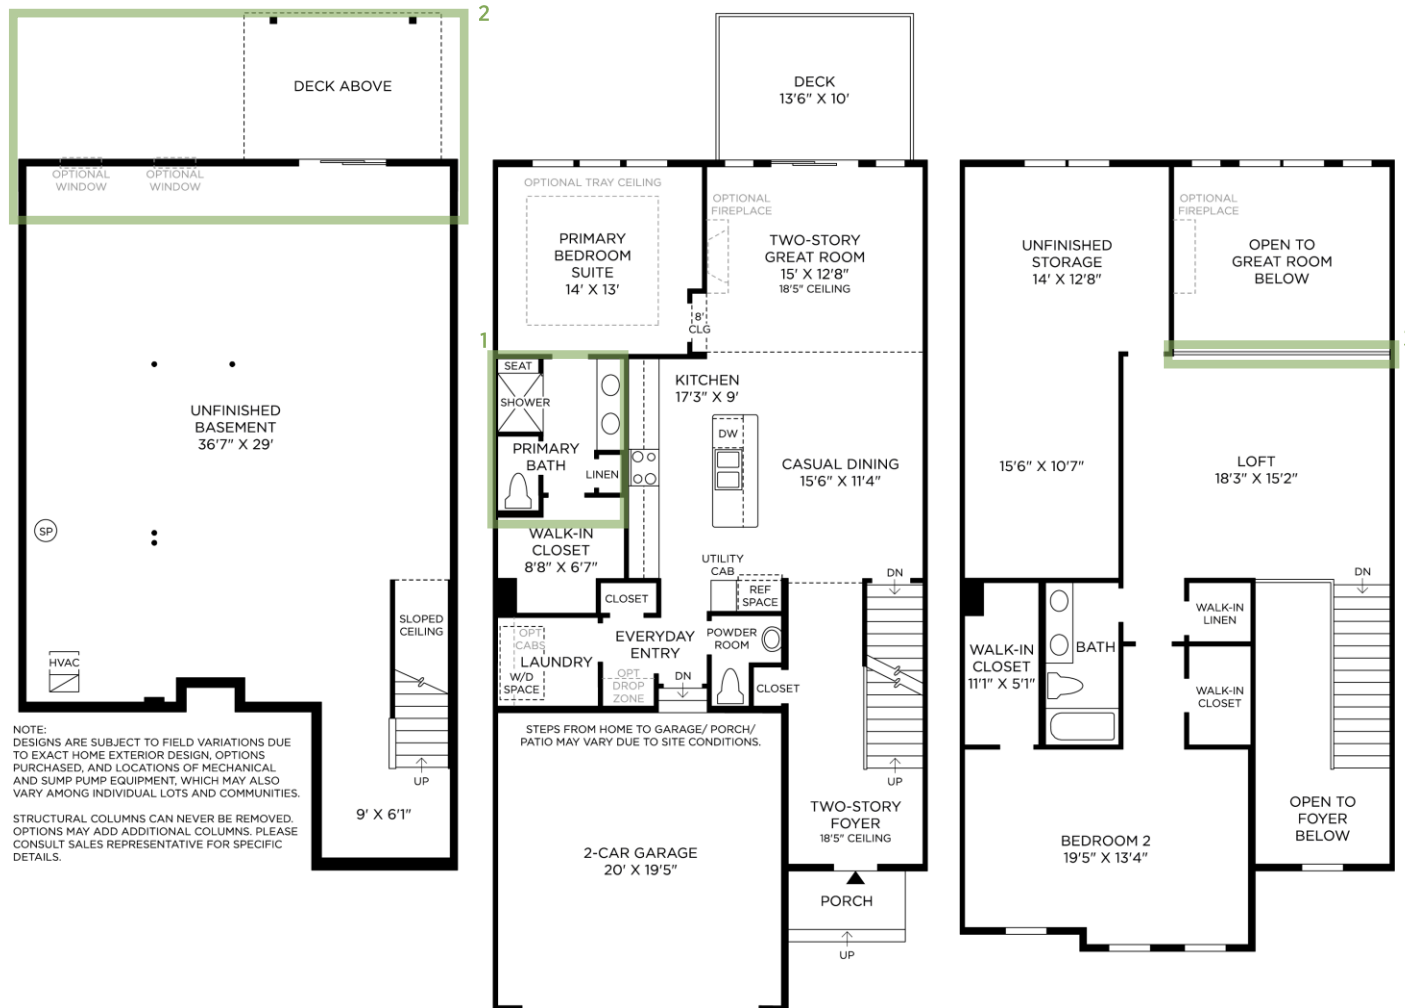 2
DECK ABOVE
OPTIONAL
WINDOW
OPTIONAL
WINDOW
UNFINISHED
BASEMENT
36'7" X 29'
SP
HVAC
SLOPED
CEILING
UP
9' X 6'1"
NOTE:
DESIGNS ARE SUBJECT TO FIELD VARIATIONS DUE
TO EXACT HOME EXTERIOR DESIGN, OPTIONS
PURCHASED, AND LOCATIONS OF MECHANICAL
AND SUMP PUMP EQUIPMENT, WHICH MAY ALSO
VARY AMONG INDIVIDUAL LOTS AND COMMUNITIES.
STRUCTURAL COLUMNS CAN NEVER BE REMOVED.
OPTIONS MAY ADD ADDITIONAL COLUMNS. PLEASE
CONSULT SALES REPRESENTATIVE FOR SPECIFIC
DETAILS.
DECK
13'6" X 10'
OPTIONAL TRAY CEILING
PRIMARY
BEDROOM
SUITE
14' X 13'
OPTIONAL
FIREPLACE
TWO-STORY
GREAT ROOM
15' X 12'8"
18'5" CEILING
8'
CLG
1
SEAT
SHOWER
PRIMARY
BATH
LINEN
KITCHEN
17'3" X 9'
DW
CASUAL DINING
15'6" X 11'4"
WALK-IN
CLOSET
8'8" X 6'7"
UTILITY
CAB
REF
SPACE
DN
CLOSET
OPT
CABS
LAUNDRY
W/D
SPACE
EVERYDAY
ENTRY
OPT
DROP
ZONE
DN
POWDER
ROOM
CLOSET
STEPS FROM HOME TO GARAGE/ PORCH/
PATIO MAY VARY DUE TO SITE CONDITIONS.
UP
TWO-STORY
FOYER
18'5" CEILING
2-CAR GARAGE
20' X 19'5"
PORCH
UP
UNFINISHED
STORAGE
14' X 12'8"
OPTIONAL
FIREPLACE
OPEN TO
GREAT ROOM
BELOW
15'6" X 10'7"
LOFT
18'3" X 15'2"
DN
WALK-IN
LINEN
WALK-IN
CLOSET
11'1" X 5'1"
BATH
WALK-IN
CLOSET
BEDROOM 2
19'5" X 13'4"
OPEN TO
FOYER
BELOW